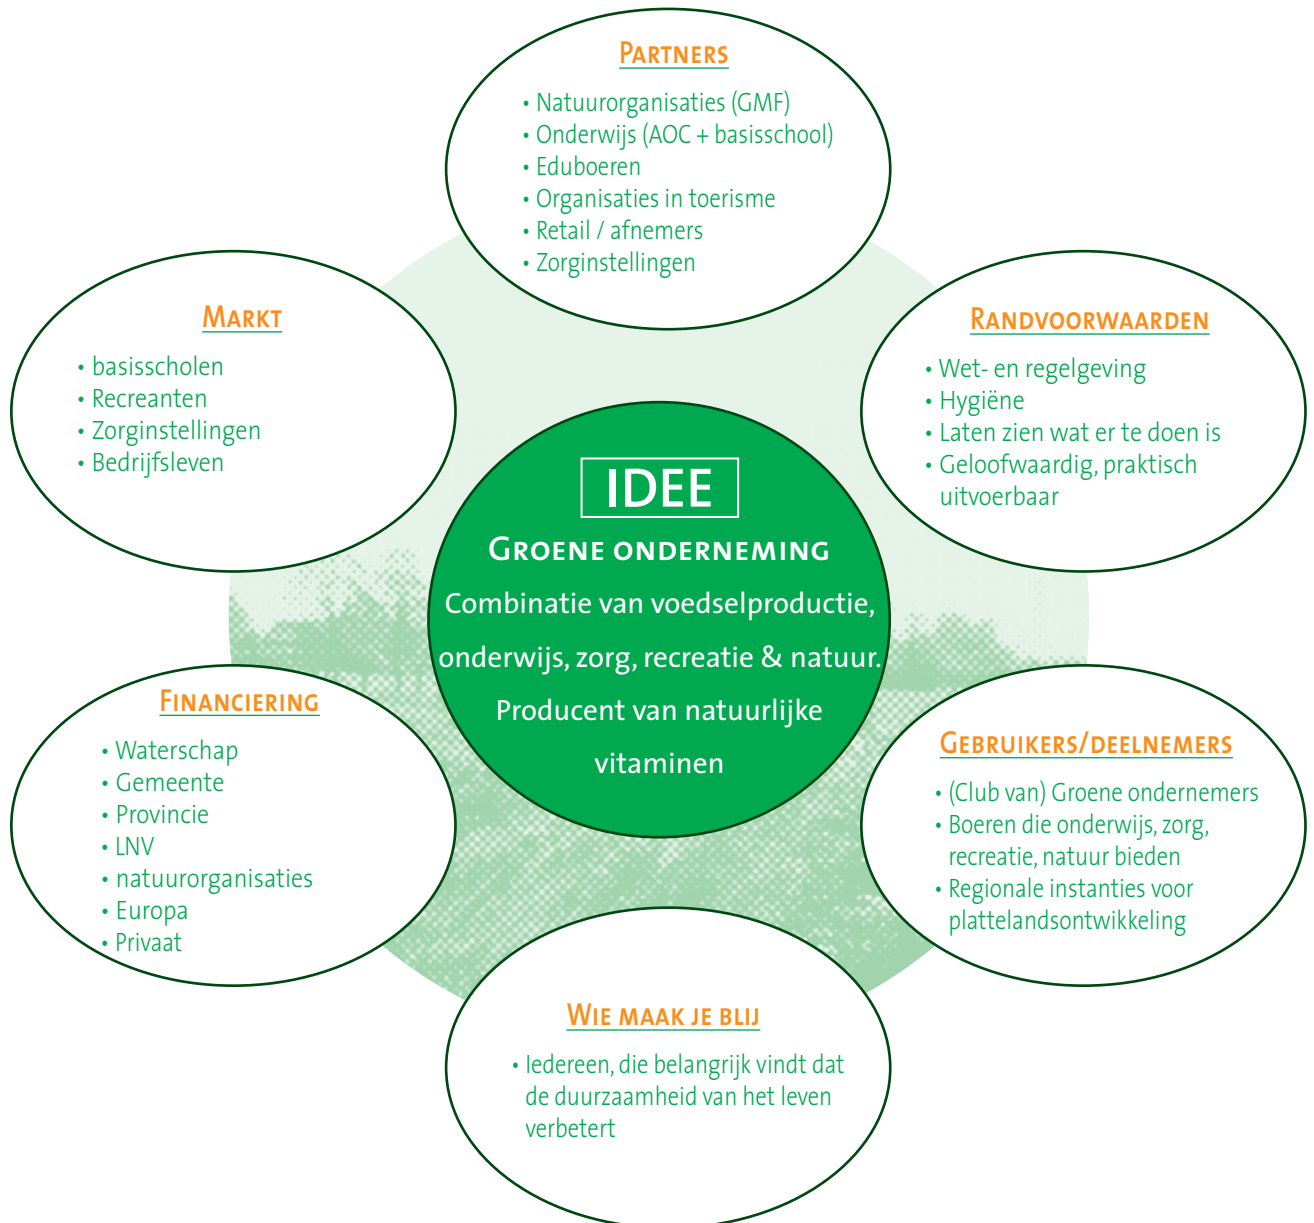 PARTNERS
• Natuurorganisaties (GMF)
• Onderwijs (AOC + basisschool)
• Eduboeren
• Organisaties in toerisme
• Retail / afnemers
• Zorginstellingen
MARKT
• basisscholen
• Recreanten
• Zorginstellingen
• Bedrijfsleven
RANDVOORWAARDEN
• Wet- en regelgeving
• Hygiëne
• Laten zien wat er te doen is
• Geloofwaardig, praktisch
uitvoerbaar
IDEE
GROENE ONDERNEMING
Combinatie van voedselproductie,
onderwijs, zorg, recreatie & natuur.
Producent van natuurlijke
vitaminen
FINANCIERING
• Waterschap
• Gemeente
• Provincie
• LNV
• natuurorganisaties
• Europa
• Privaat
GEBRUIKERS/DEELNEMERS
• (Club van) Groene ondernemers
• Boeren die onderwijs, zorg,
recreatie, natuur bieden
• Regionale instanties voor
plattelandsontwikkeling
WIE MAAK JE BLIJ
• Iedereen, die belangrijk vindt dat
de duurzaamheid van het leven
verbetert